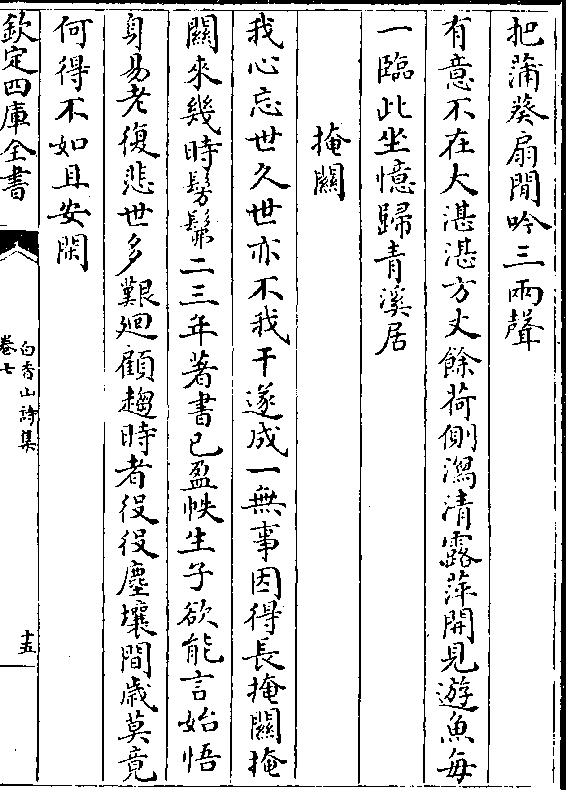 把蒲葵扇閒吟三兩聲
有意不在大湛湛方丈餘荷側瀉清露萍開見遊魚每
一臨此坐憶歸青溪居
掩關
我心忘世久世亦不我干遂成一無事因得長掩關掩
關來幾時髣髴二三年著書已盈帙生子欲能言始悟
身易老復悲世多艱廻顧趨時者役役塵壤間歲莫竟
何得不如且安閑
欽定四庫全書
白香山詩集
卷七
十五